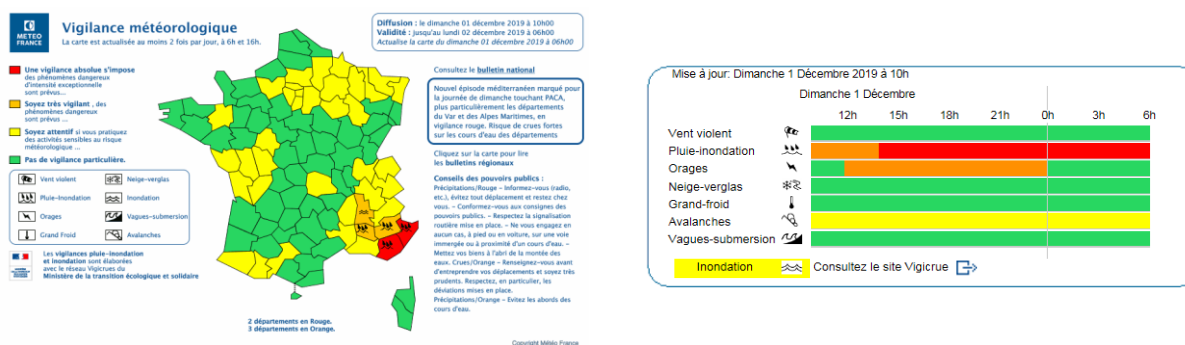 METEO
FRANCE
Vigilance météorologique
La carte est actualisée au moins 2 fois par jour, à 6h et 16h.
Diffusion : le dimanche 01 décembre 2019 à 10h00
Validité : jusqu'au lundi 02 décembre 2019 à 06h00
Actualise la carte du dimanche 01 décembre 2019 à 06h00
Une vigilance absolue s'impose
des phénomènes dangereux
d'intensité exceptionnelle
sont prévus...
Soyez très vigilant , des
phénomènes dangereux
sont prévus ...
Soyez attentif si vous pratiquez
des activités sensibles au risque
météorologique ...
Pas de vigilance particulière.
Vent violent
Neige-verglas
Pluie-Inondation
Inondation
Orages
Vagues-submersion
Grand Froid
Avalanches
Les vigilances pluie-inondation
et inondation sont élaborées
avec le réseau Vigicrues du
Ministère de la transition écologique et solidaire
2 départements en Rouge.
3 départements en Orange.
Consultez le bulletin national
Nouvel épisode méditerranéen marqué pour
la journée de dimanche touchant PACA,
plus particulièrement les départements
du Var et des Alpes Maritimes, en
vigilance rouge. Risque de crues fortes
sur les cours d'eau des départements
Cliquez sur la carte pour lire
les bulletins régionaux
Conseils des pouvoirs publics :
Précipitations/Rouge – Informez-vous (radio,
etc.), évitez tout déplacement et restez chez
vous. – Conformez-vous aux consignes des
pouvoirs publics. – Respectez la signalisation
routière mise en place. – Ne vous engagez en
aucun cas, à pied ou en voiture, sur une voie
immergée ou à proximité d'un cours d'eau. –
Mettez vos biens à l'abri de la montée des
eaux. Crues/Orange – Renseignez-vous avant
d'entreprendre vos déplacements et soyez très
prudents. Respectez, en particulier, les
déviations mises en place.
Précipitations/Orange – Evitez les abords des
cours d'eau.
Copyright Météo France
Mise à jour: Dimanche 1 Décembre 2019 à 10h
Dimanche 1 Décembre
12h 15h 18h 21h 0h 3h 6h
Vent violent
Pluie-inondation
Orages
Neige-verglas
Grand-froid
Avalanches
Vagues-submersion
Inondation Consultez le site Vigicrue